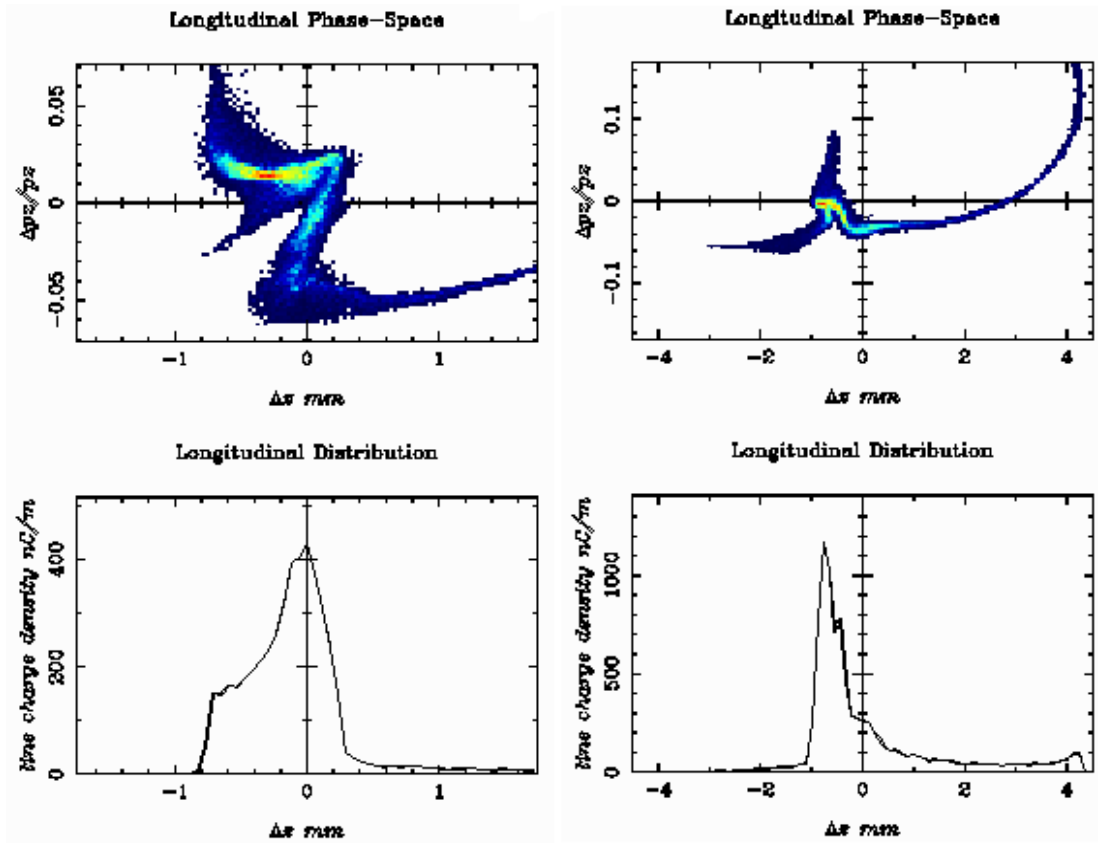 Longitudinal Phase-Space
Δpz/pz
0.05
0
-0.05
-1
0
1
Δz mm
Longitudinal Phase-Space
Δpz/pz
0.1
0
-0.1
-4
-2
0
2
4
Δz mm
Longitudinal Distribution
line charge density nC/m
400
200
0
-1
0
1
Δz mm
Longitudinal Distribution
line charge density nC/m
1000
500
0
-4
-2
0
2
4
Δz mm